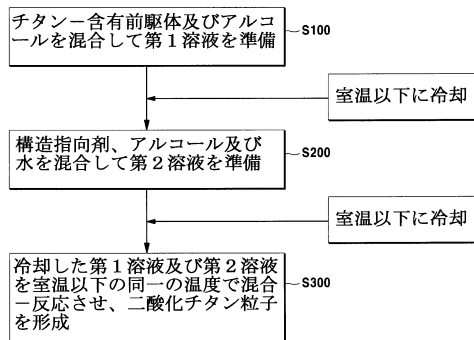 チタン－含有前駆体及びアルコ
ールを混合して第１溶液を準備
S100
室温以下に冷却
構造指向剤、アルコール及び
水を混合して第２溶液を準備
S200
室温以下に冷却
冷却した第１溶液及び第２溶液
を室温以下の同一の温度で混合
－反応させ、二酸化チタン粒子
を形成
S300